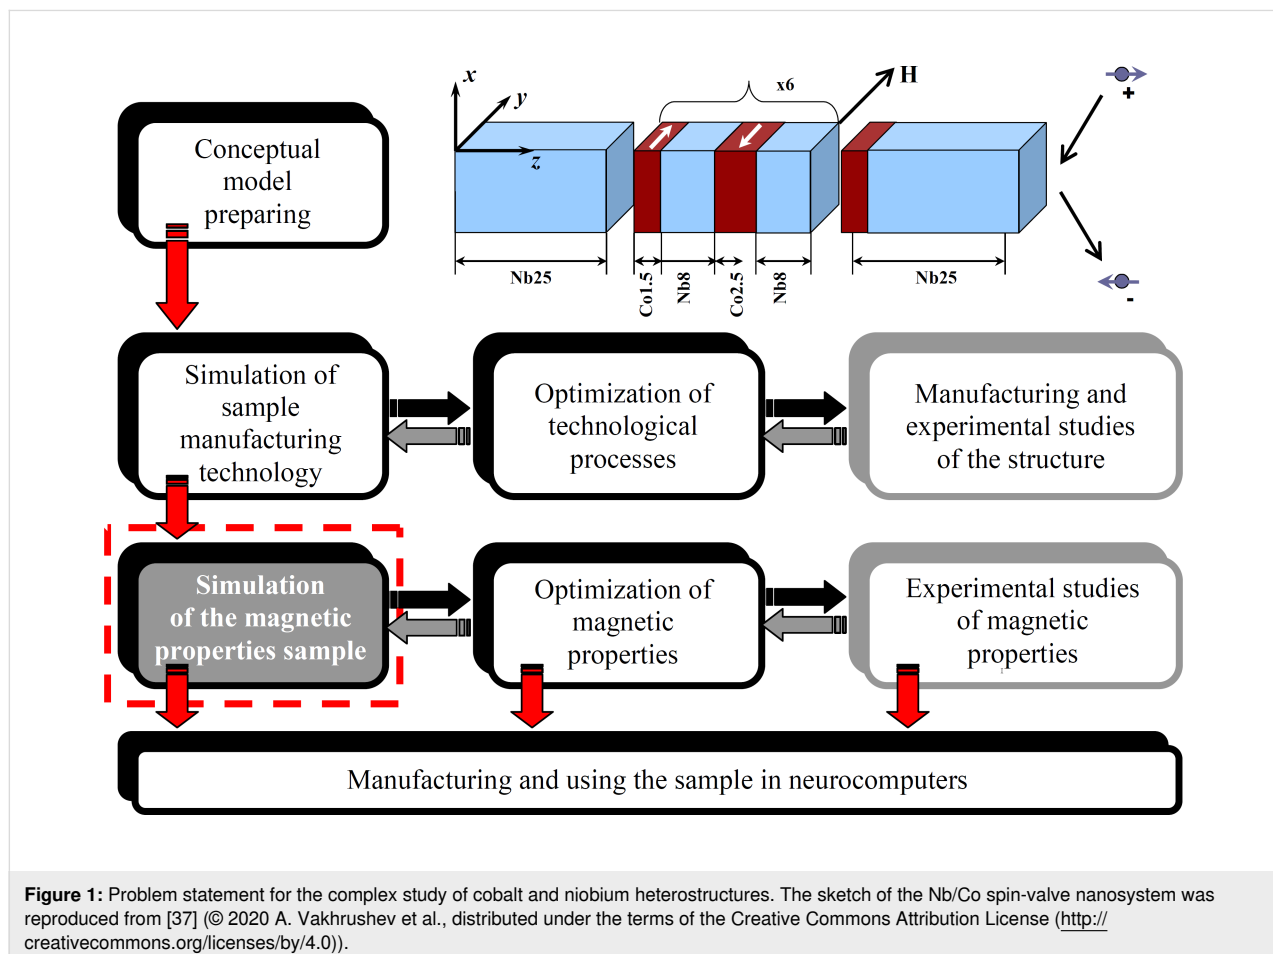 x
y
z
x6
H
+
-
Nb25
Co1.5
Nb8
Co2.5
Nb8
Nb25
Conceptual
model
preparing
Simulation of
sample
manufacturing
technology
Optimization of
technological
processes
Manufacturing and
experimental studies
of the structure
Simulation
of the magnetic
properties sample
Optimization of
magnetic
properties
Experimental studies
of magnetic
properties
Manufacturing and using the sample in neurocomputers
Figure 1: Problem statement for the complex study of cobalt and niobium heterostructures. The sketch of the Nb/Co spin-valve nanosystem was
reproduced from [37] (© 2020 A. Vakhrushev et al., distributed under the terms of the Creative Commons Attribution License (http://
creativecommons.org/licenses/by/4.0)).